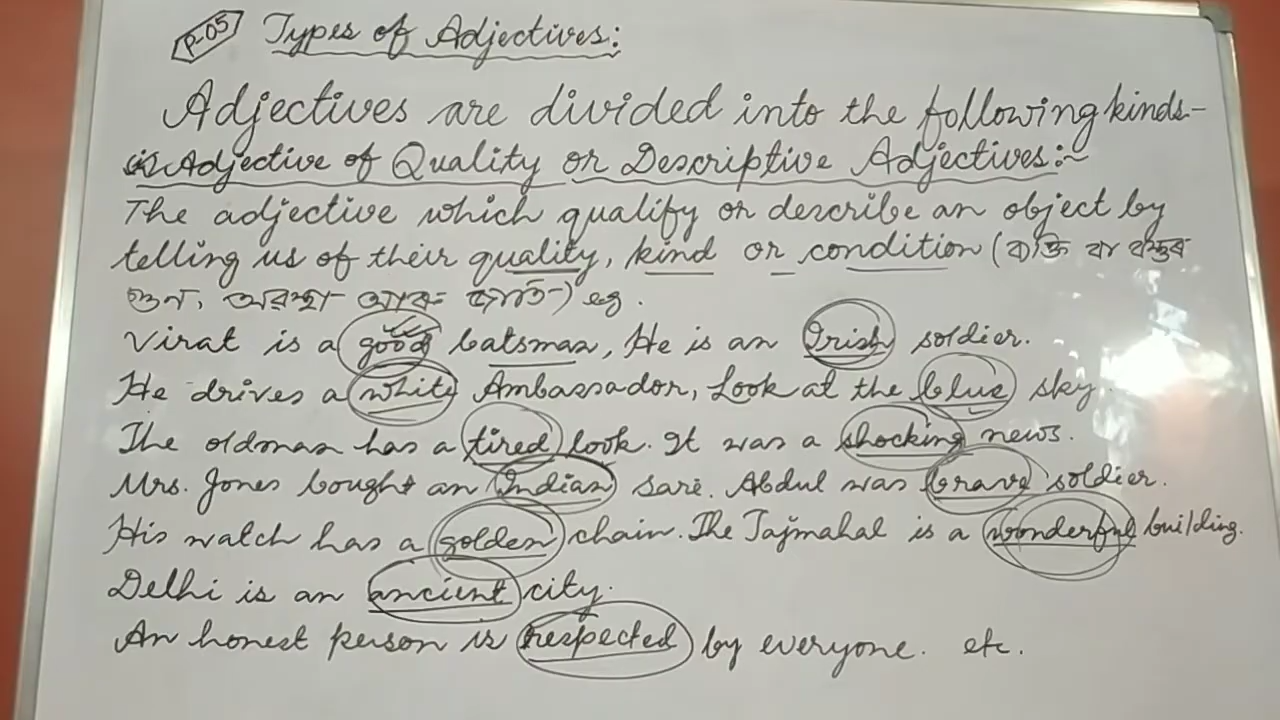 P-05 Types of Adjectives:
Adjectives are divided into the following kinds-
Adjective of Quality or Descriptive Adjectives:~
The adjective which qualify or describe an object by
telling us of their quality, kind or condition (ব্যক্তি বা বস্তুর
গুন, অৱস্থা
eg.
Virat is a good batsman, He is an Irish soldier.
He drives a white Ambassador, Look at the blue sky.
The oldman has a tired look. It was a shocking news.
Mrs. Jones bought an Indian sare. Abdul was brave soldier.
His watch has a golden chain. The Tajmahal is a wonderful building.
Delhi is an ancient city.
An honest person is respected by everyone. etc.